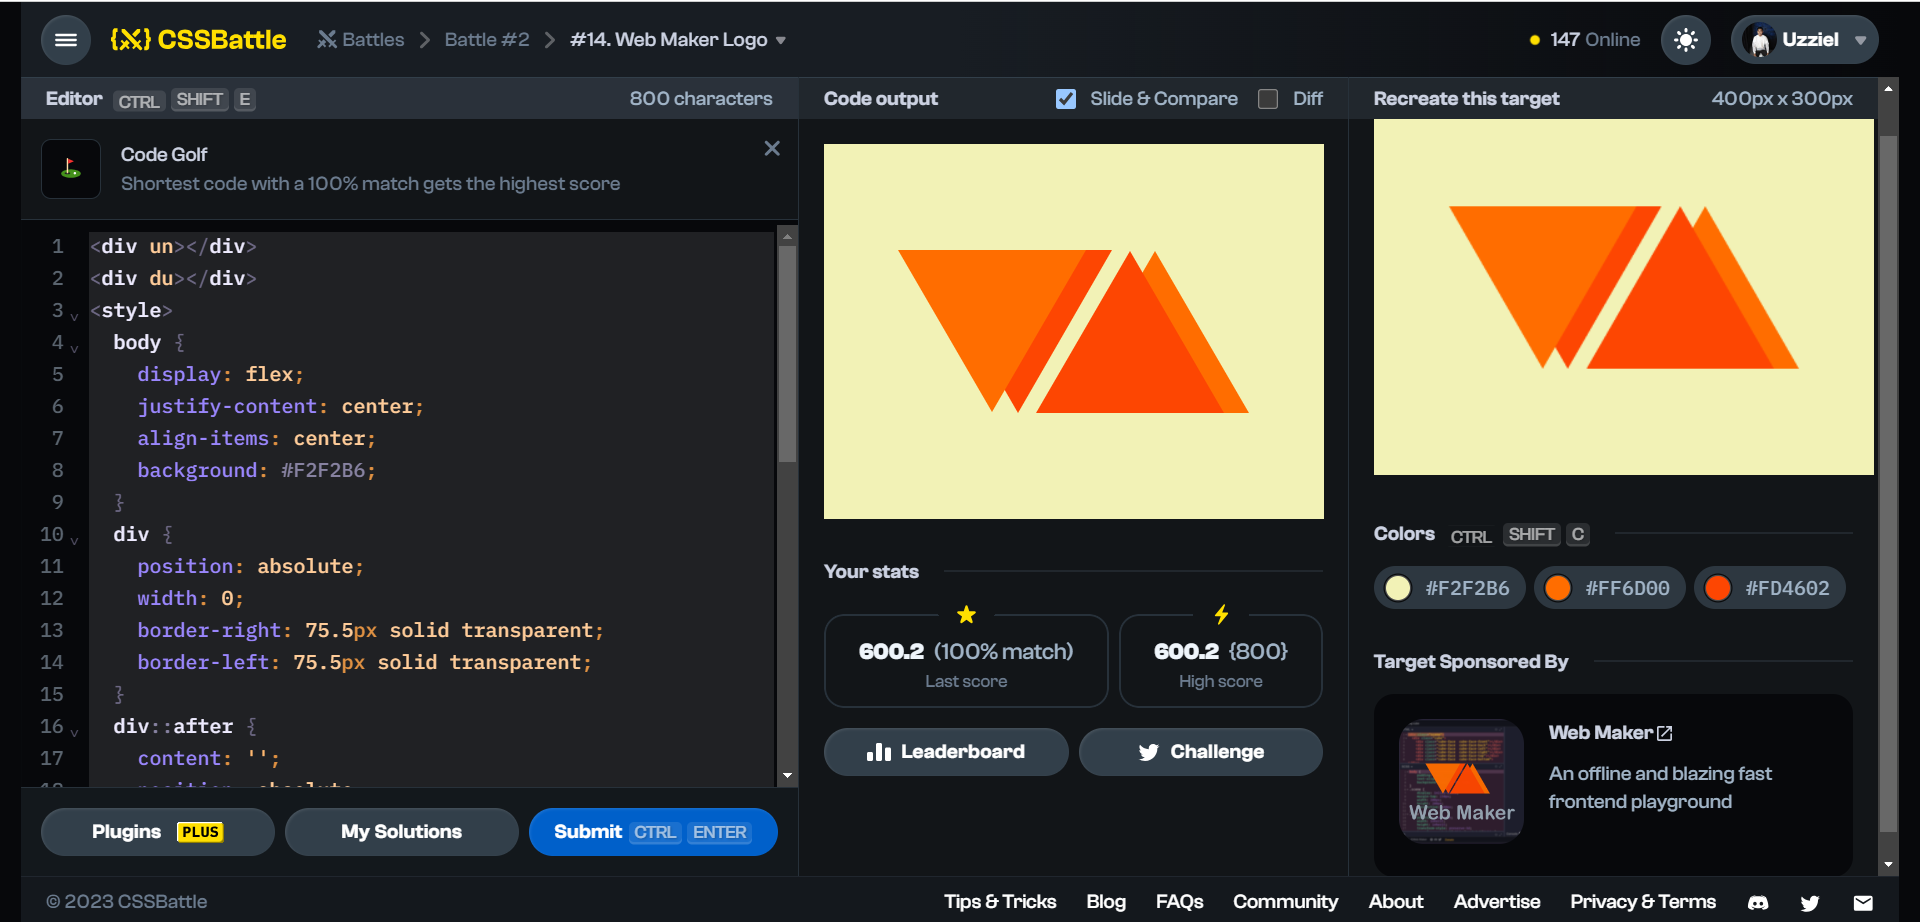 CSSBattle
Battles
Battle #2
#14. Web Maker Logo
147 Online
Uzziel
Editor CTRL SHIFT E
800 characters
Code Golf
Shortest code with a 100% match gets the highest score
1 <div un></div>
2 <div du></div>
3 <style>
4 body {
5 display: flex;
6 justify-content: center;
7 align-items: center;
8 background: #F2F2B6;
9 }
10 div {
11 position: absolute;
12 width: 0;
13 border-right: 75.5px solid transparent;
14 border-left: 75.5px solid transparent;
15 }
16 div::after {
17 content: '';
18 position: absolute
Plugins PLUS
My Solutions
Submit CTRL ENTER
Code output
Slide & Compare
Diff
Your stats
600.2 (100% match)
Last score
600.2 {800}
High score
Leaderboard
Challenge
Recreate this target
400px x 300px
Colors CTRL SHIFT C
#F2F2B6
#FF6D00
#FD4602
Target Sponsored By
Web Maker
Web Maker
An offline and blazing fast
frontend playground
© 2023 CSSBattle
Tips & Tricks
Blog
FAQs
Community
About
Advertise
Privacy & Terms